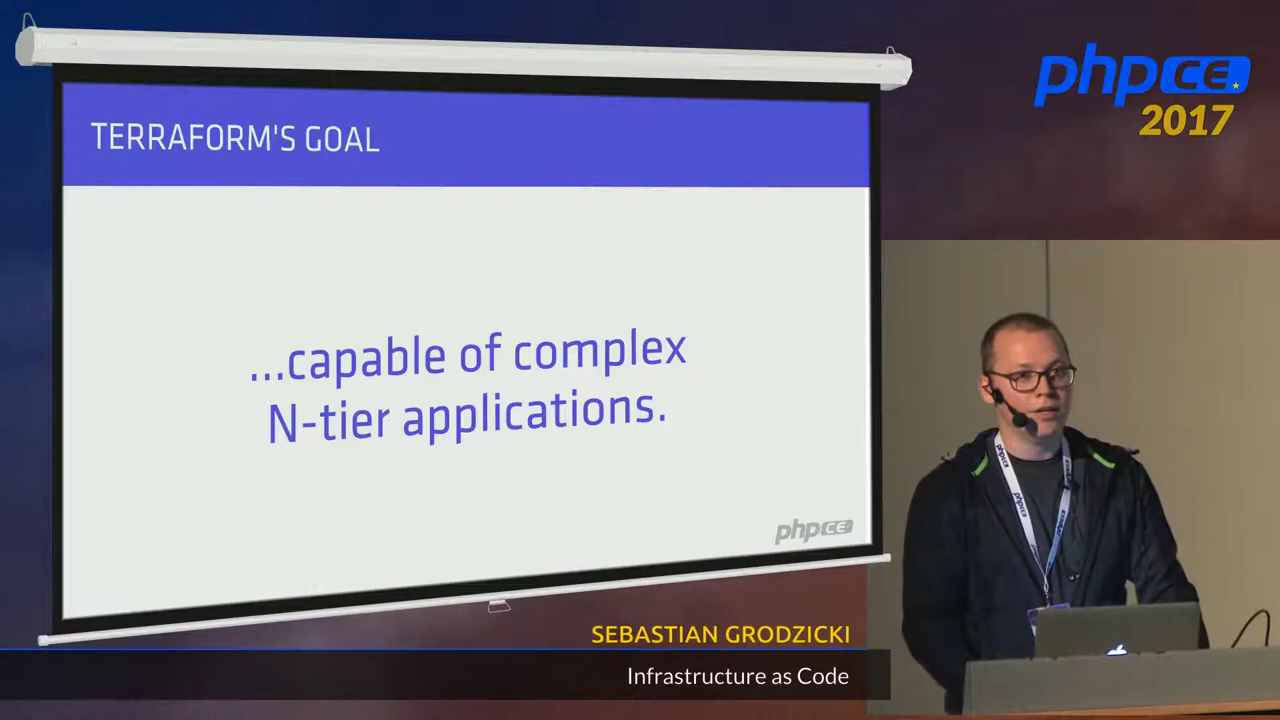 TERRAFORM'S GOAL
...capable of complex
N-tier applications.
phpCE
phpCE
2017
SEBASTIAN GRODZICKI
Infrastructure as Code